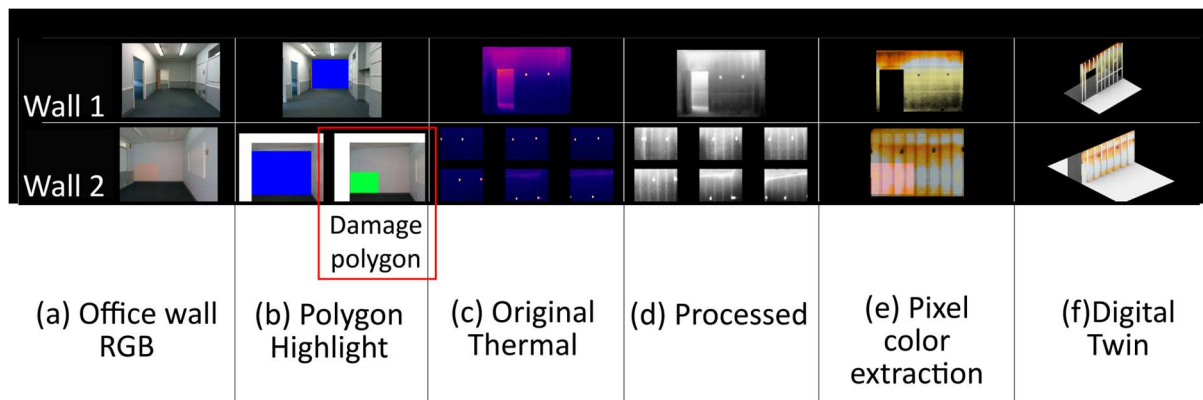 Wall 1
Wall 2
Damage
polygon
(a) Office wall
RGB
(b) Polygon
Highlight
(c) Original
Thermal
(d) Processed
(e) Pixel
color
extraction
(f)Digital
Twin